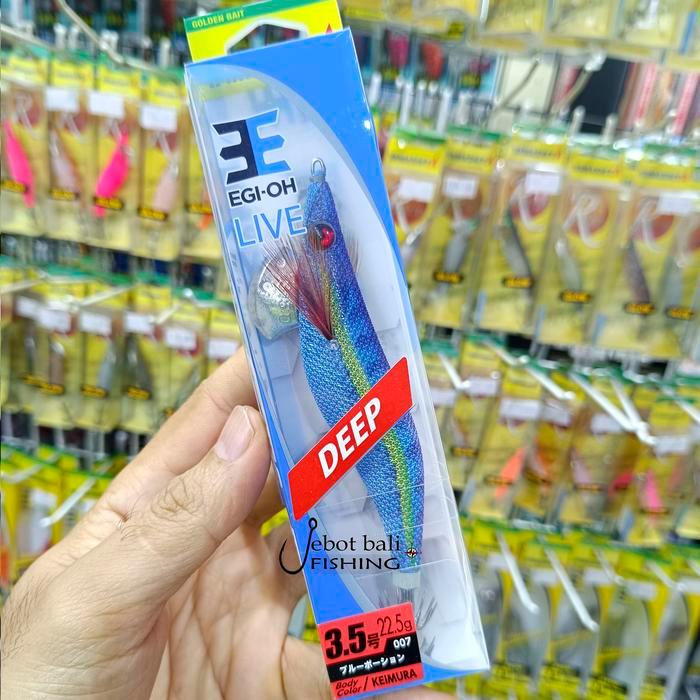 GOLDEN BAIT
EGI-OH
LIVE
DEEP
Jebot bali
FISHING
3.5号 22.5g
007
ブルーポーション
Body Color / KEIMURA